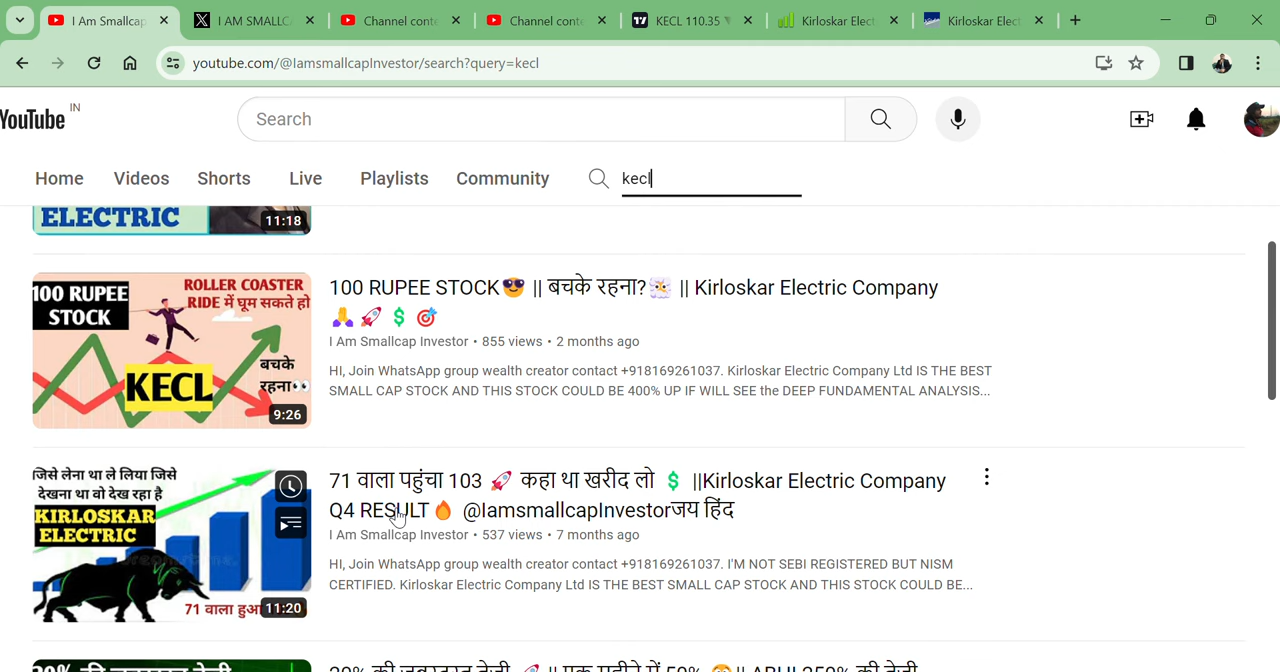 I Am Smallcap
I AM SMALLC
Channel conte
Channel conte
KECL 110.35
Kirloskar Elect
Kirloskar Elec
youtube.com/@IamsmallcapInvestor/search?query=kecl
YouTube IN
Search
Home Videos Shorts Live Playlists Community kecl
ELECTRIC
11:18
100 RUPEE
STOCK
ROLLER COASTER
RIDE में घूम सकते हो
KECL
बचके
रहना👀
9:26
100 RUPEE STOCK😎 || बचके रहना?🎅 || Kirloskar Electric Company
🙏 🚀 💲 🎯
I Am Smallcap Investor • 855 views • 2 months ago
HI, Join WhatsApp group wealth creator contact +918169261037. Kirloskar Electric Company Ltd IS THE BEST
SMALL CAP STOCK AND THIS STOCK COULD BE 400% UP IF WILL SEE the DEEP FUNDAMENTAL ANALYSIS...
जिसे लेना था ले लिया जिसे
देखना था वो देख रहा है
KIRLOSKAR
ELECTRIC
71 वाला हुआ
11:20
71 वाला पहुंचा 103 🚀 कहा था खरीद लो 💲 ||Kirloskar Electric Company
Q4 RESULT🔥 @IamsmallcapInvestorजय हिंद
I Am Smallcap Investor • 537 views • 7 months ago
HI, Join WhatsApp group wealth creator contact +918169261037. I'M NOT SEBI REGISTERED BUT NISM
CERTIFIED. Kirloskar Electric Company Ltd IS THE BEST SMALL CAP STOCK AND THIS STOCK COULD BE...